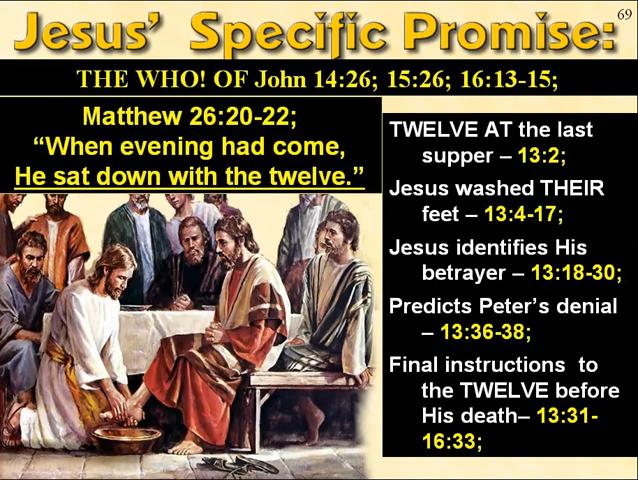 69
Jesus’ Specific Promise:
THE WHO! OF John 14:26; 15:26; 16:13-15;
Matthew 26:20-22;
“When evening had come,
He sat down with the twelve.”
TWELVE AT the last
supper – 13:2;
Jesus washed THEIR
feet – 13:4-17;
Jesus identifies His
betrayer – 13:18-30;
Predicts Peter’s denial
– 13:36-38;
Final instructions to
the TWELVE before
His death– 13:31-
16:33;